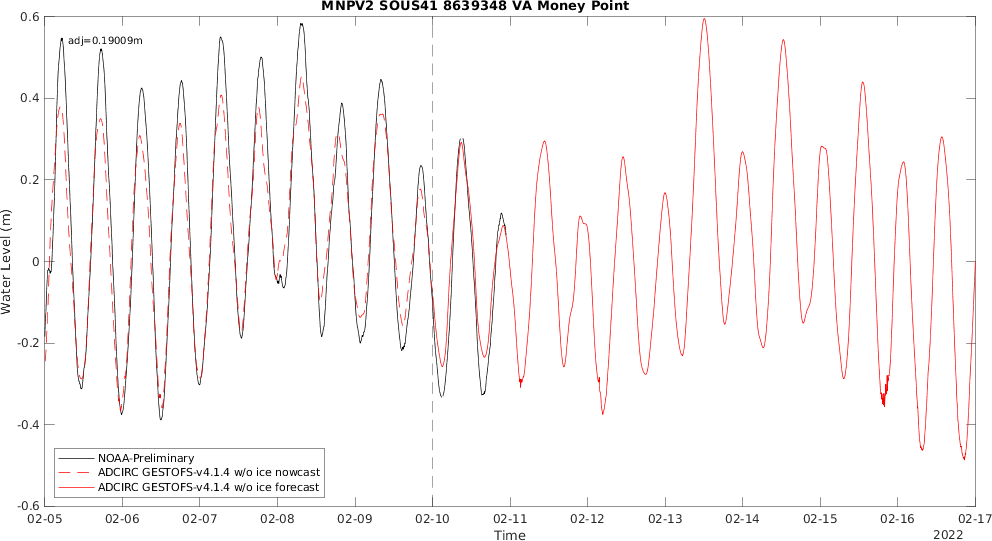 MNPV2 SOUS41 8639348 VA Money Point
adj=0.19009m
0.6
0.4
0.2
0
-0.2
-0.4
-0.6
Water Level (m)
NOAA-Preliminary
ADCIRC GESTOFS-v4.1.4 w/o ice nowcast
ADCIRC GESTOFS-v4.1.4 w/o ice forecast
02-05 02-06 02-07 02-08 02-09 02-10 02-11 02-12 02-13 02-14 02-15 02-16 02-17
Time
2022